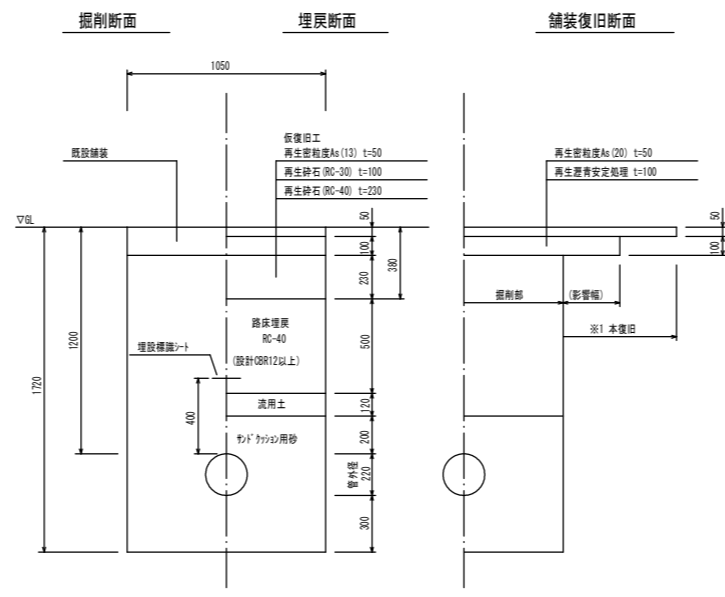 掘削断面
埋戻断面
舗装復旧断面
1050
既設舗装
仮復旧工
再生密粒度As(13) t=50
再生砕石(RC-30) t=100
再生砕石(RC-40) t=230
再生密粒度As(20) t=50
再生瀝青安定処理 t=100
▽GL
50
100
230
380
500
120
200
管外径
220
300
1720
1200
400
埋設標識シート
路床埋戻
RC-40
(設計CBR12以上)
流用土
サンドクッション用砂
掘削部
(影響幅)
※1 本復旧
50
100